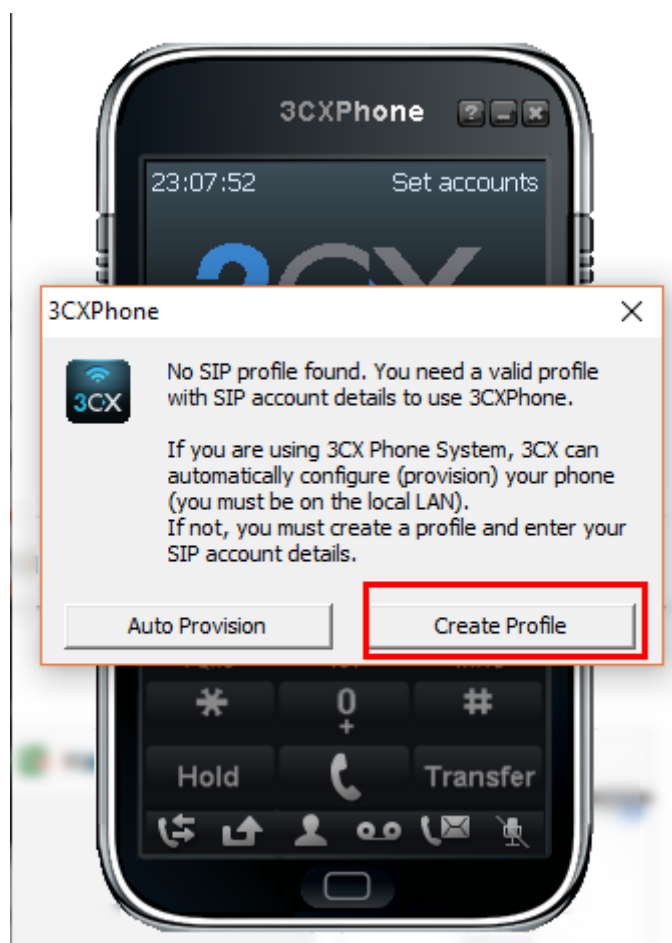 3CXPhone
23:07:52 Set accounts
3CX
3CXPhone
3CX
No SIP profile found. You need a valid profile
with SIP account details to use 3CXPhone.
If you are using 3CX Phone System, 3CX can
automatically configure (provision) your phone
(you must be on the local LAN).
If not, you must create a profile and enter your
SIP account details.
Auto Provision Create Profile
* 0 #
+
Hold Transfer